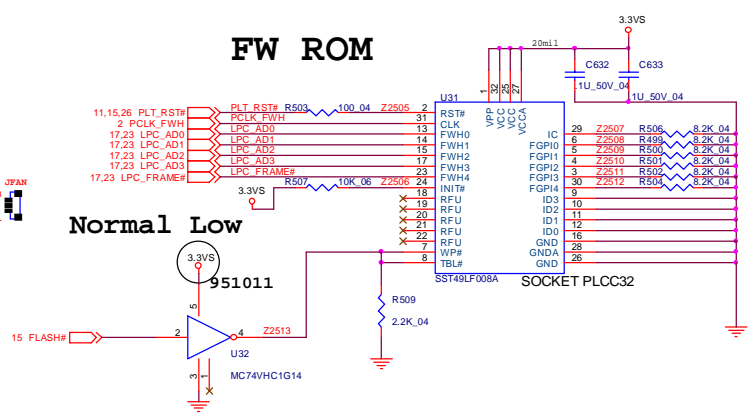 FW ROM
3.3VS
20mil
C632
C633
.1U_50V_04
.1U_50V_04
U31
1
32
25
27
VPP
VCC
VCC
VCCA
11,15,26 PLT_RST# PLT_RST# R503 100_04 Z2505 2 RST#
2 PCLK_FWH PCLK_FWH 31 CLK
17,23 LPC_AD0 LPC_AD0 13 FWH0
17,23 LPC_AD1 LPC_AD1 14 FWH1
17,23 LPC_AD2 LPC_AD2 15 FWH2
17,23 LPC_AD3 LPC_AD3 17 FWH3
17,23 LPC_FRAME# LPC_FRAME# 23 FWH4
3.3VS R507 10K_06 Z2506 24 INIT#
18 RFU
19 RFU
20 RFU
21 RFU
22 RFU
7 WP#
8 TBL#
IC 29 Z2507 R506 8.2K_04
FGPI0 6 Z2508 R499 8.2K_04
FGPI1 5 Z2509 R500 8.2K_04
FGPI2 4 Z2510 R501 8.2K_04
FGPI3 3 Z2511 R502 8.2K_04
FGPI4 30 Z2512 R504 8.2K_04
ID3 9
ID2 10
ID1 11
ID0 12
GND 16
GNDA 28
GND 26
SST49LF008A
SOCKET PLCC32
JFAN
Normal Low
3.3VS
951011
R509
2.2K_04
15 FLASH#
2
5
4
Z2513
U32
3
1
MC74VHC1G14